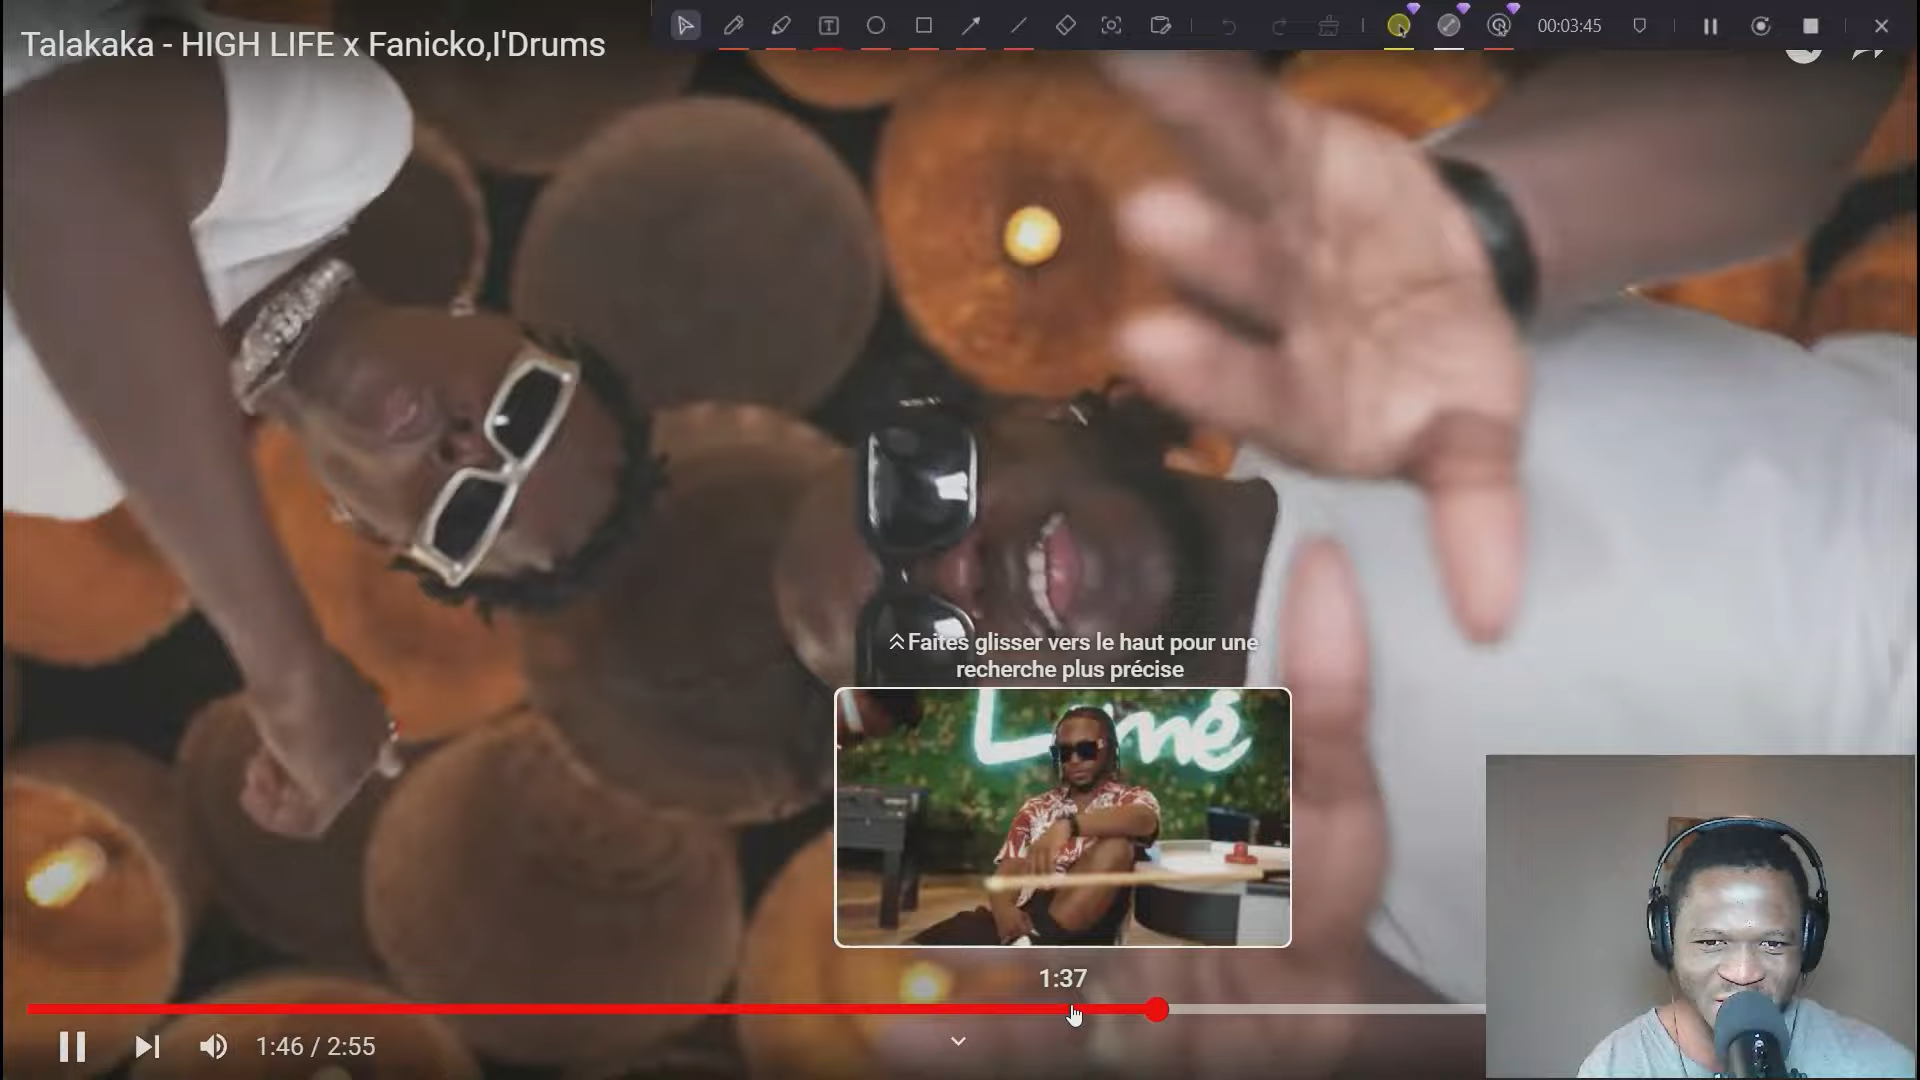 Talakaka - HIGH LIFE x Fanicko,l'Drums
00:03:45
Faites glisser vers le haut pour une
recherche plus précise
Lomé
1:37
1:46 / 2:55